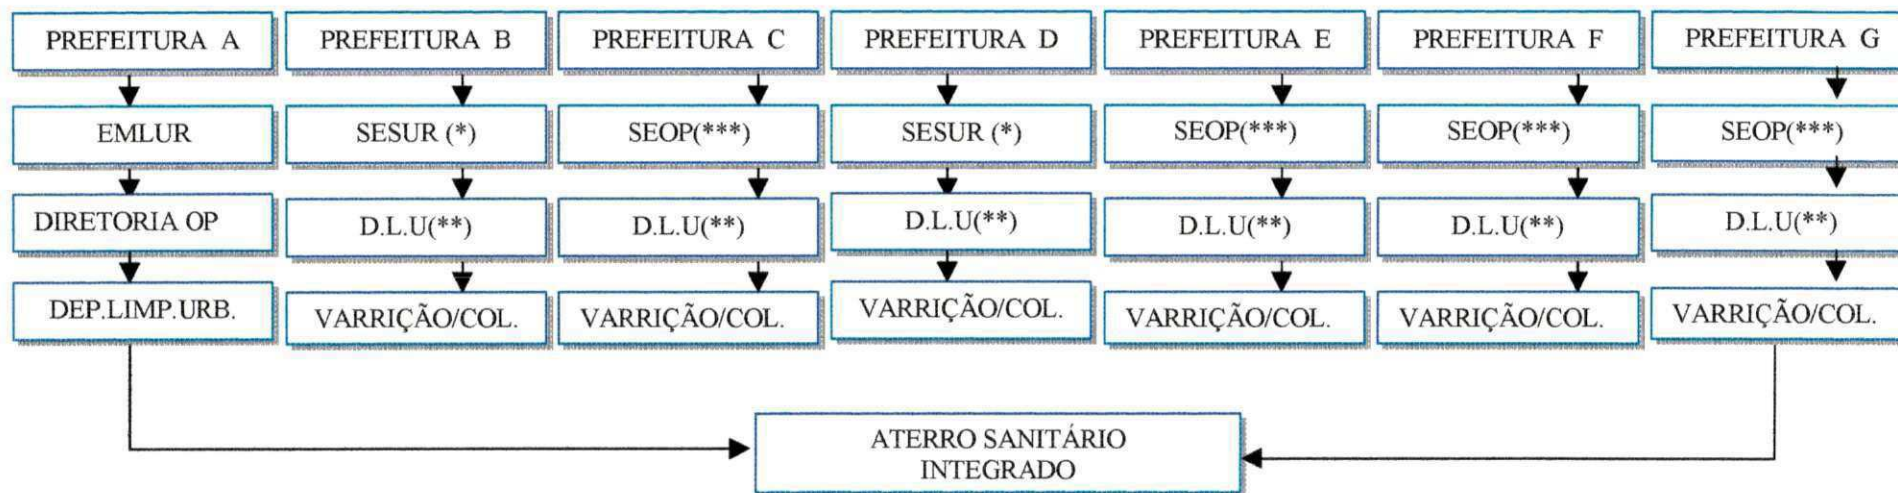 PREFEITURA A
PREFEITURA B
PREFEITURA C
PREFEITURA D
PREFEITURA E
PREFEITURA F
PREFEITURA G
EMLUR
SESUR (*)
SEOP(***)
SESUR (*)
SEOP(***)
SEOP(***)
SEOP(***)
DIRETORIA OP
D.L.U(**)
D.L.U(**)
D.L.U(**)
D.L.U(**)
D.L.U(**)
D.L.U(**)
DEP.LIMP.URB.
VARRIÇÃO/COL.
VARRIÇÃO/COL.
VARRIÇÃO/COL.
VARRIÇÃO/COL.
VARRIÇÃO/COL.
VARRIÇÃO/COL.
ATERRO SANITÁRIO
INTEGRADO